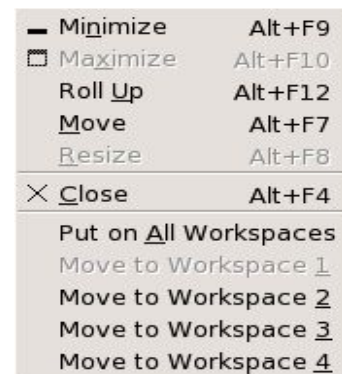 Minimize Alt+F9
Maximize Alt+F10
Roll Up Alt+F12
Move Alt+F7
Resize Alt+F8
Close Alt+F4
Put on All Workspaces
Move to Workspace 1
Move to Workspace 2
Move to Workspace 3
Move to Workspace 4